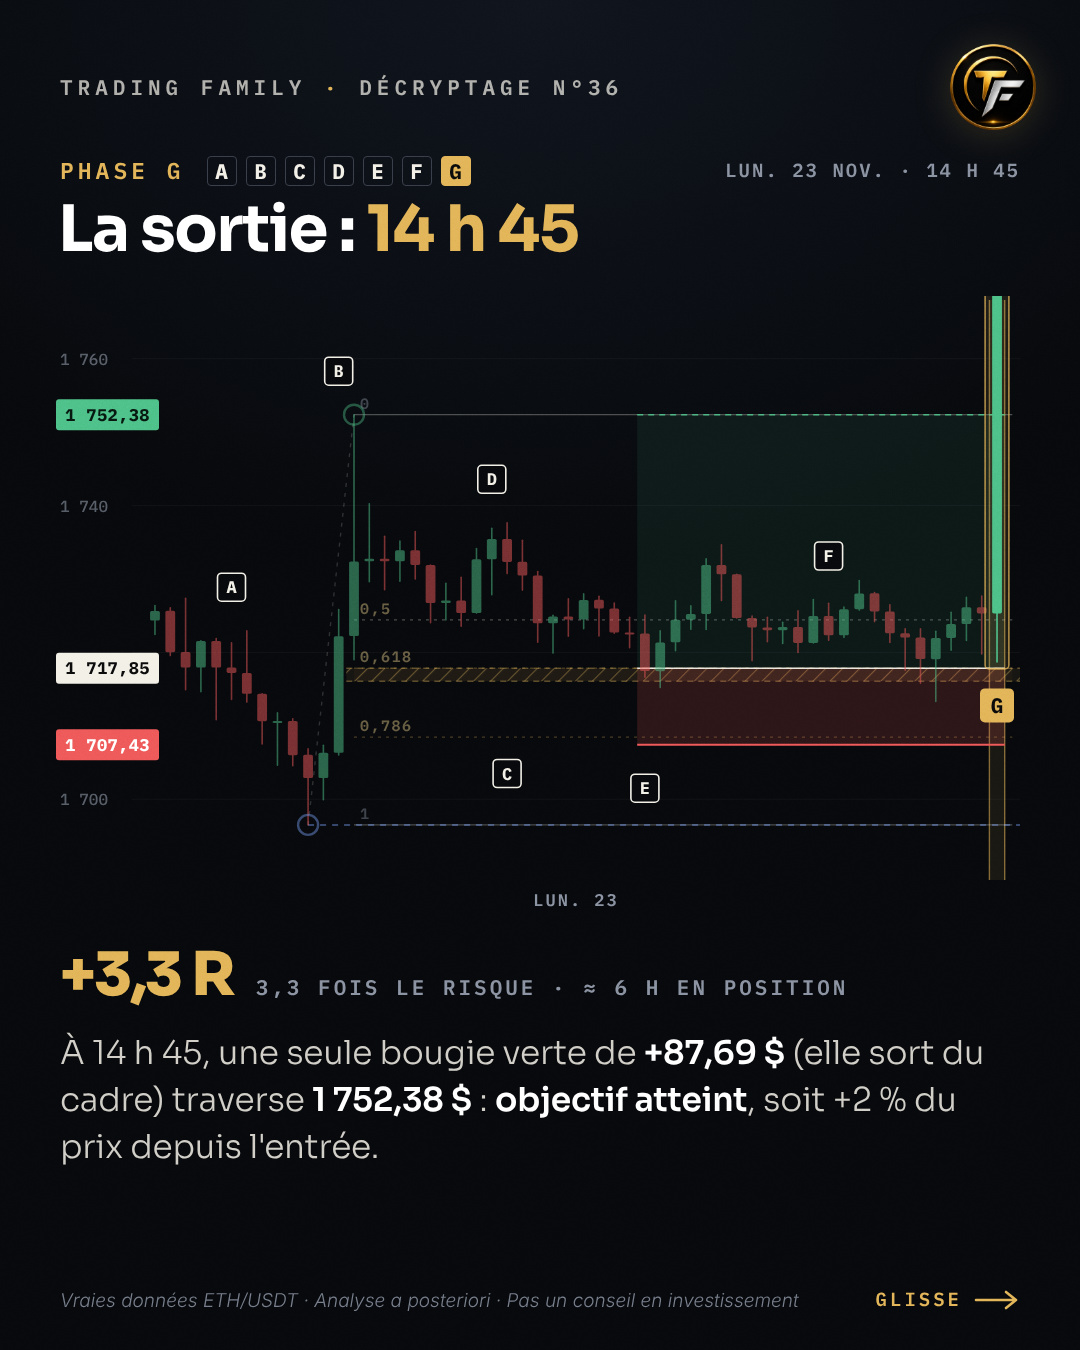 TRADING FAMILY · DÉCRYPTAGE N°36
TF
PHASE G A B C D E F G
LUN. 23 NOV. · 14 H 45
La sortie : 14 h 45
1 760
B
0
1 752,38
D
1 740
F
A
0,5
0,618
1 717,85
G
0,786
1 707,43
C
E
1 700
1
LUN. 23
+3,3 R 3,3 FOIS LE RISQUE · ≈ 6 H EN POSITION
À 14 h 45, une seule bougie verte de +87,69 $ (elle sort du
cadre) traverse 1 752,38 $ : objectif atteint, soit +2 % du
prix depuis l'entrée.
Vraies données ETH/USDT · Analyse a posteriori · Pas un conseil en investissement
GLISSE →